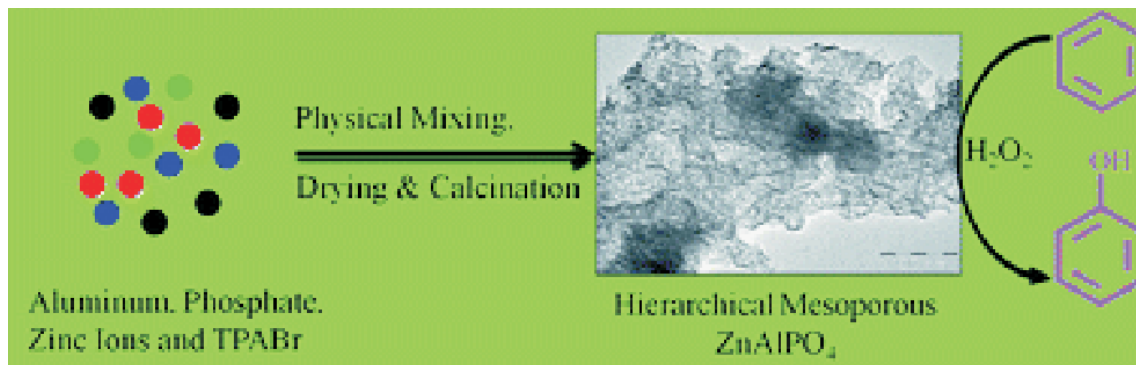 Physical Mixing.
Drying & Calcination
Aluminum. Phosphate.
Zinc Ions and TPABr
Hierarchical Mesoporous
ZnAlPO₄
H₂O₂
OH